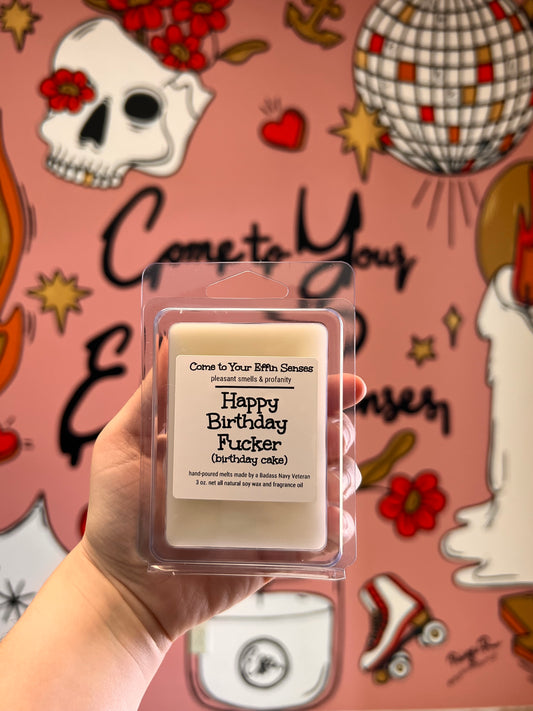 Come to Your
Senses
Come to Your Effin Senses
pleasant smells & profanity
Happy
Birthday
Fucker
(birthday cake)
hand-poured melts made by a Badass Navy Veteran
3 oz. net all natural soy wax and fragrance oil